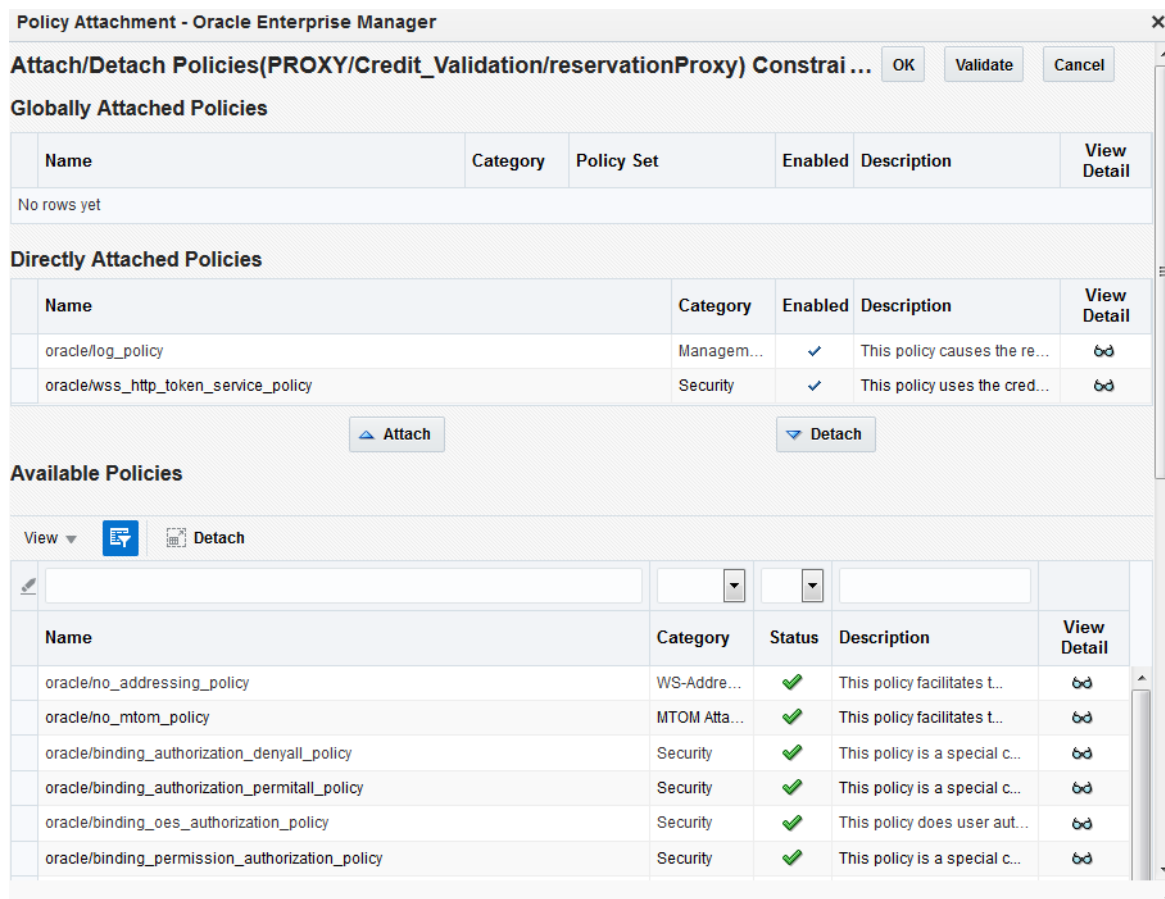 Policy Attachment - Oracle Enterprise Manager
Attach/Detach Policies(PROXY/Credit_Validation/reservationProxy) Constrai... OK Validate Cancel
Globally Attached Policies
Name Category Policy Set Enabled Description View Detail
No rows yet
Directly Attached Policies
Name Category Enabled Description View Detail
oracle/log_policy Managem... This policy causes the re...
oracle/wss_http_token_service_policy Security This policy uses the cred...
Attach Detach
Available Policies
View Detach
Name Category Status Description View Detail
oracle/no_addressing_policy WS-Addre... This policy facilitates t...
oracle/no_mtom_policy MTOM Atta... This policy facilitates t...
oracle/binding_authorization_denyall_policy Security This policy is a special c...
oracle/binding_authorization_permitall_policy Security This policy is a special c...
oracle/binding_oes_authorization_policy Security This policy does user aut...
oracle/binding_permission_authorization_policy Security This policy is a special c...